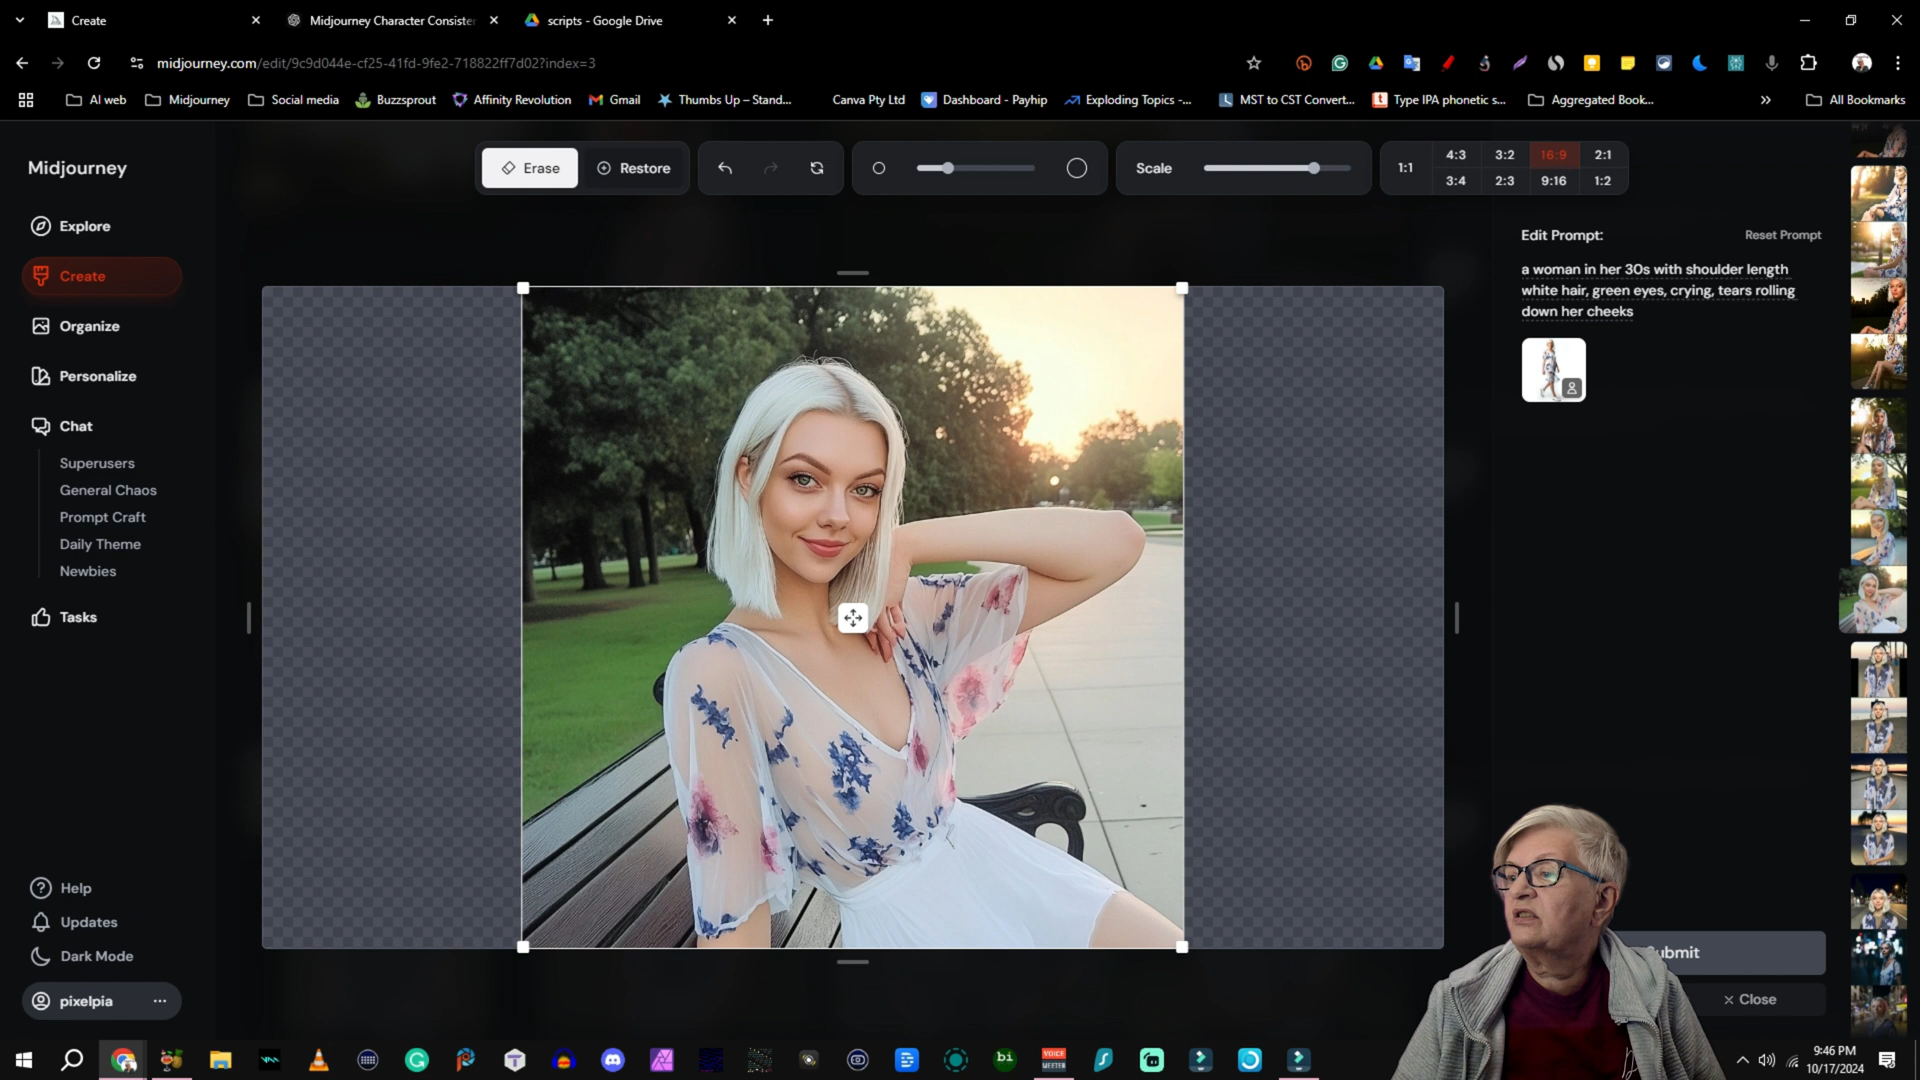 Create
Midjourney Character Consister
scripts - Google Drive
midjourney.com/edit/9c9d044e-cf25-41fd-9fe2-718822ff7d02?index=3
AI web
Midjourney
Social media
Buzzsprout
Affinity Revolution
Gmail
Thumbs Up – Stand...
Canva Pty Ltd
Dashboard - Payhip
Exploding Topics -...
MST to CST Convert...
Type IPA phonetic s...
Aggregated Book...
All Bookmarks
Midjourney
Erase
Restore
Scale
1:1
4:3
3:2
16:9
2:1
3:4
2:3
9:16
1:2
Explore
Create
Organize
Personalize
Chat
Superusers
General Chaos
Prompt Craft
Daily Theme
Newbies
Tasks
Help
Updates
Dark Mode
pixelpia
Edit Prompt:
Reset Prompt
a woman in her 30s with shoulder length
white hair, green eyes, crying, tears rolling
down her cheeks
ubmit
Close
bi
VOICE
MEETER
9:46 PM
10/17/2024